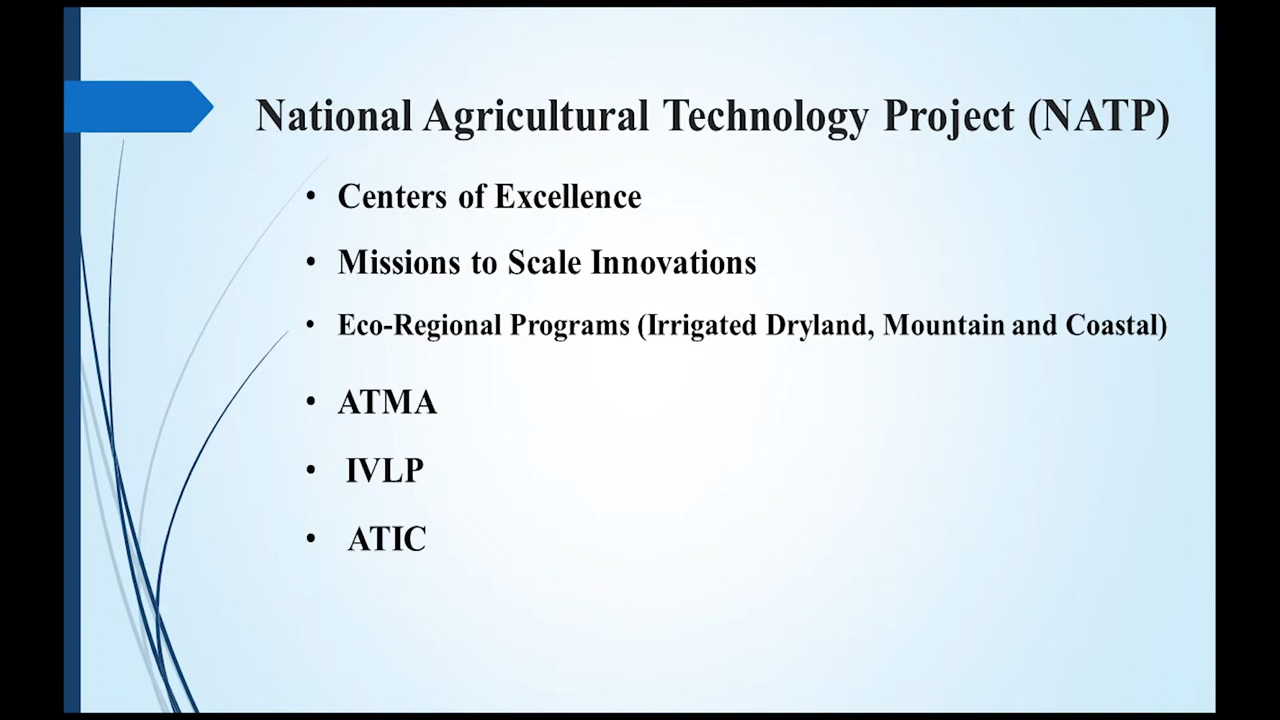 National Agricultural Technology Project (NATP)
• Centers of Excellence
• Missions to Scale Innovations
• Eco-Regional Programs (Irrigated Dryland, Mountain and Coastal)
• ATMA
• IVLP
• ATIC